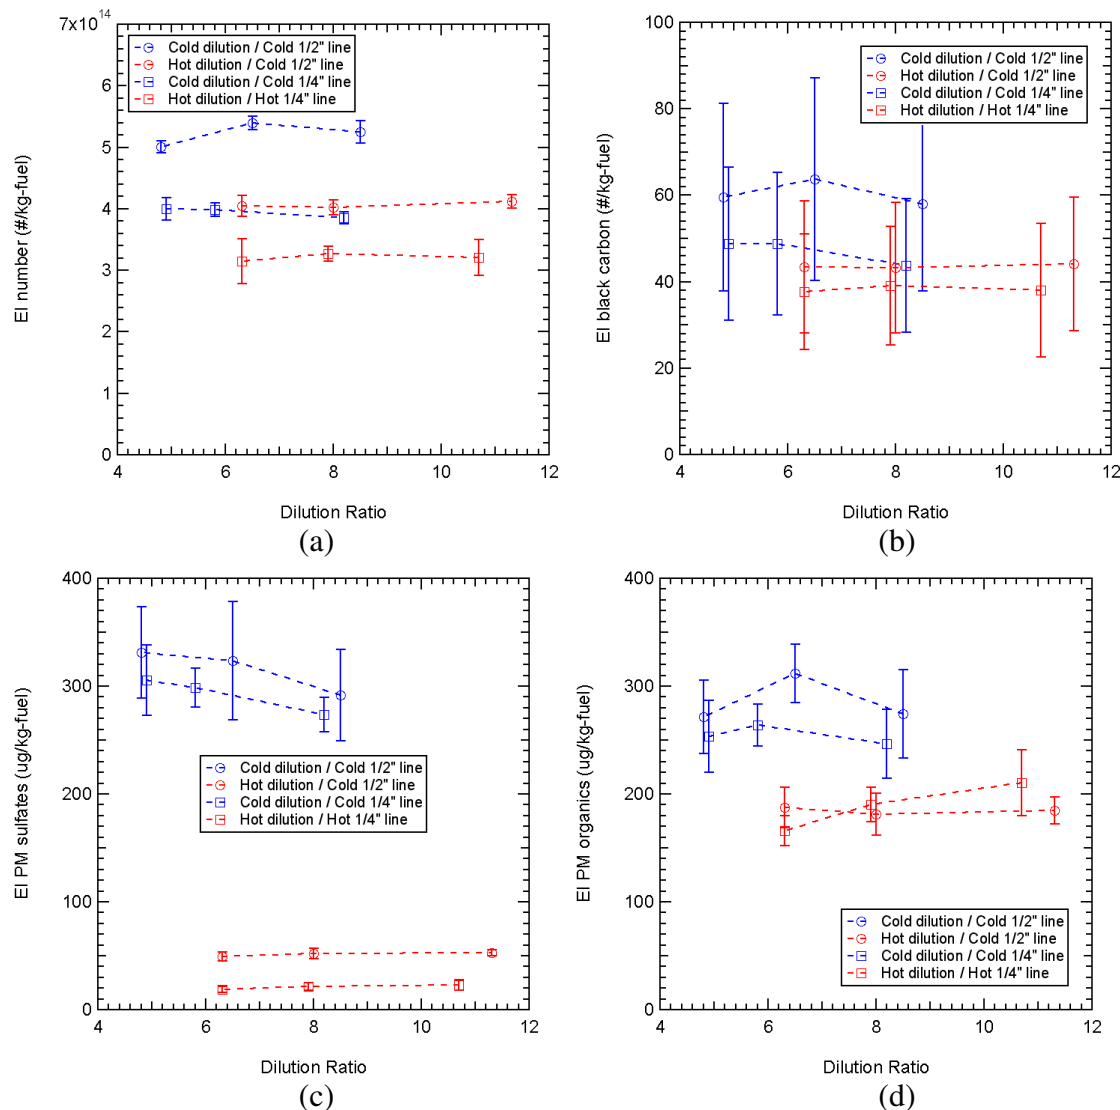 7x10^14
6
5
4
3
2
1
0
EI number (#/kg-fuel)
Cold dilution / Cold 1/2" line
Hot dilution / Cold 1/2" line
Cold dilution / Cold 1/4" line
Hot dilution / Hot 1/4" line
4 6 8 10 12
Dilution Ratio
(a)
100
80
60
40
20
0
EI black carbon (#/kg-fuel)
Cold dilution / Cold 1/2" line
Hot dilution / Cold 1/2" line
Cold dilution / Cold 1/4" line
Hot dilution / Hot 1/4" line
4 6 8 10 12
Dilution Ratio
(b)
400
300
200
100
0
EI PM sulfates (ug/kg-fuel)
Cold dilution / Cold 1/2" line
Hot dilution / Cold 1/2" line
Cold dilution / Cold 1/4" line
Hot dilution / Hot 1/4" line
4 6 8 10 12
Dilution Ratio
(c)
400
300
200
100
0
EI PM organics (ug/kg-fuel)
Cold dilution / Cold 1/2" line
Hot dilution / Cold 1/2" line
Cold dilution / Cold 1/4" line
Hot dilution / Hot 1/4" line
4 6 8 10 12
Dilution Ratio
(d)